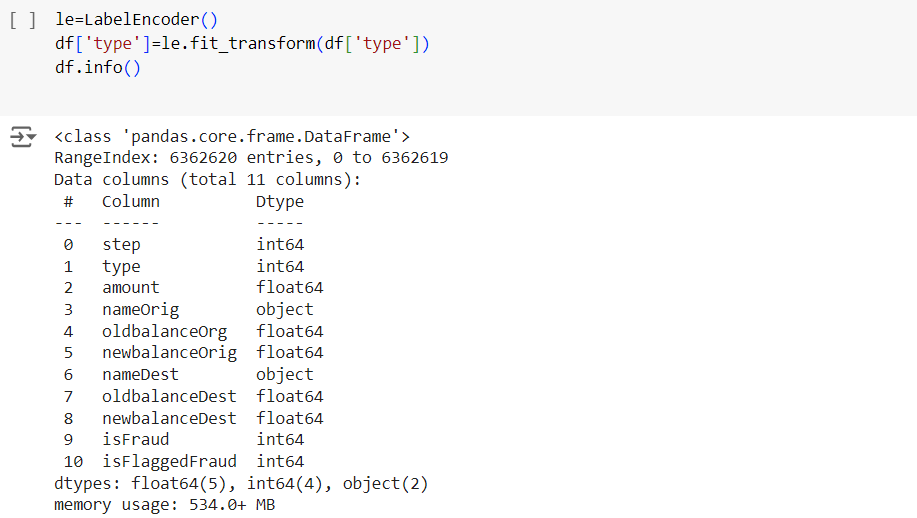 [ ] le=LabelEncoder()
df['type']=le.fit_transform(df['type'])
df.info()
<class 'pandas.core.frame.DataFrame'>
RangeIndex: 6362620 entries, 0 to 6362619
Data columns (total 11 columns):
 #   Column          Dtype
---  ------          -----
 0   step            int64
 1   type            int64
 2   amount          float64
 3   nameOrig        object
 4   oldbalanceOrg   float64
 5   newbalanceOrig  float64
 6   nameDest        object
 7   oldbalanceDest  float64
 8   newbalanceDest  float64
 9   isFraud         int64
 10  isFlaggedFraud  int64
dtypes: float64(5), int64(4), object(2)
memory usage: 534.0+ MB